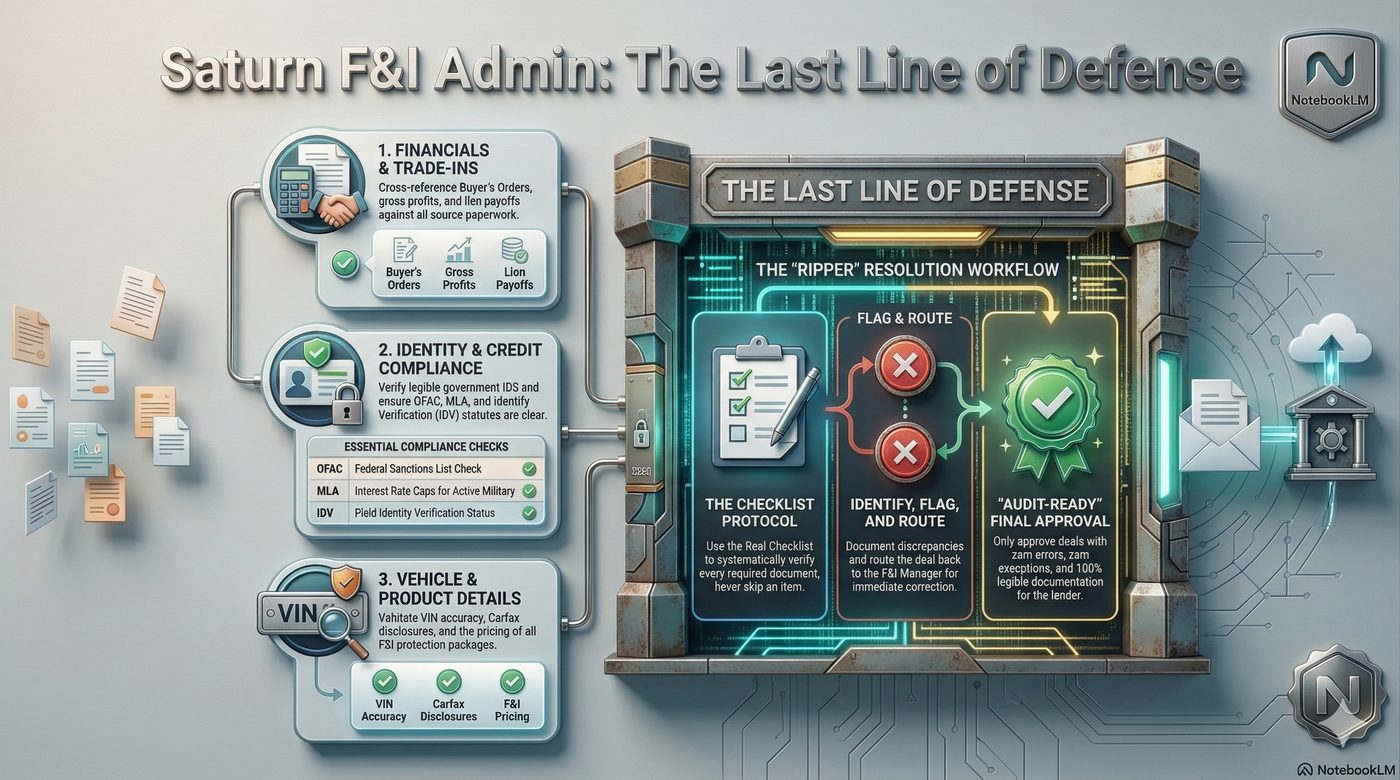 Saturn F&I Admin: The Last Line of Defense
NotebookLM
1. FINANCIALS
& TRADE-INS
Cross-reference Buyer's Orders,
gross profits, and llen payoffs
against all source paperwork.
Buyer's
Orders
Gross
Profits
Lion
Payoffs
2. IDENTITY & CREDIT
COMPLIANCE
Verify legible government IDS and
ensure OFAC, MLA, and identify
Verification (IDV) statutes are clear.
ESSENTIAL COMPLIANCE CHECKS
OFAC Federal Sanctions List Check
MLA Interest Rate Caps for Active Military
IDV Pield Identity Verification Status
VIN
3. VEHICLE &
PRODUCT DETAILS
Vahitate VIN accuracy, Carfax
disclosures, and the pricing of all
FSI protection packages.
VIN
Accuracy
Carfax
Disclosures
F&I
Pricing
THE LAST LINE OF DEFENSE
THE "RIPPER" RESOLUTION WORKFLOW
FLAG & ROUTE
THE CHECKLIST
PROTOCOL
Use the Real Checklist
to systematically verify
every required document,
hever skip an item.
IDENTIFY, FLAG,
AND ROUTE
Document discrepancies
and route the deal back
to the F&I Manager for
immediate correction.
"AUDIT-READY"
FINAL APPROVAL
Only approve deals with
zam errors, zam
execptions, and 100%
legible documentation
for the lender.
N
NotebookLM